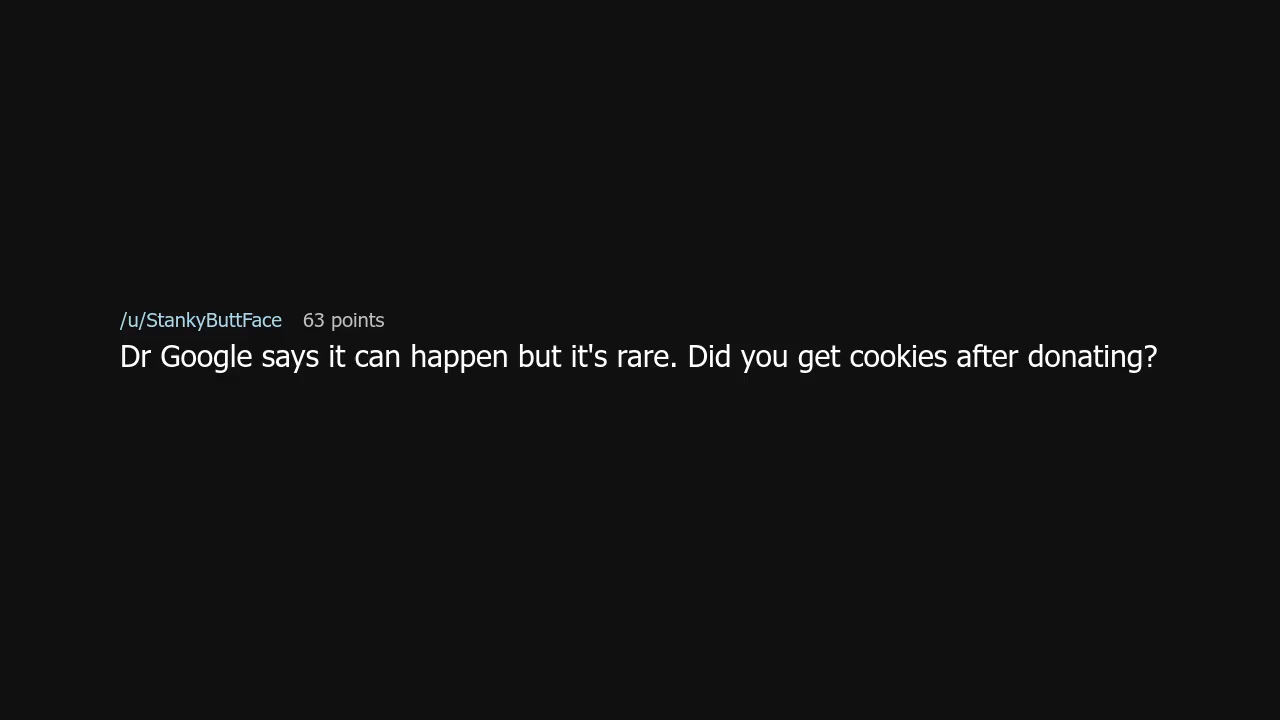 /u/StankyButtFace 63 points
Dr Google says it can happen but it's rare. Did you get cookies after donating?